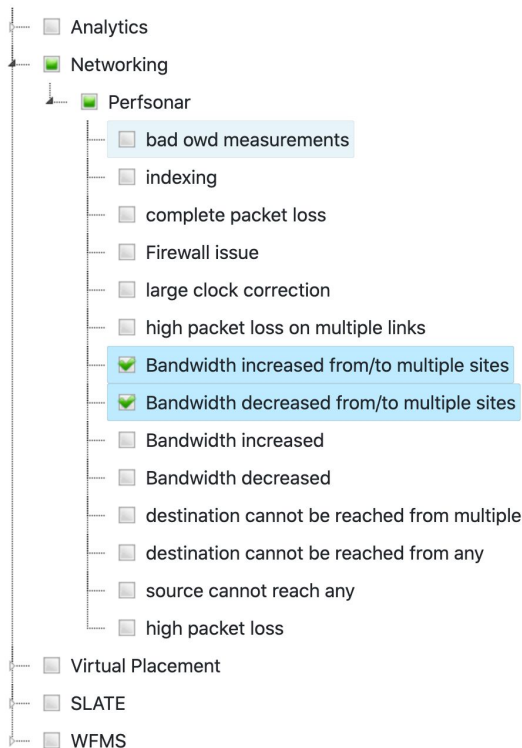 Analytics
Networking
Perfsonar
bad owd measurements
indexing
complete packet loss
Firewall issue
large clock correction
high packet loss on multiple links
Bandwidth increased from/to multiple sites
Bandwidth decreased from/to multiple sites
Bandwidth increased
Bandwidth decreased
destination cannot be reached from multiple
destination cannot be reached from any
source cannot reach any
high packet loss
Virtual Placement
SLATE
WFMS